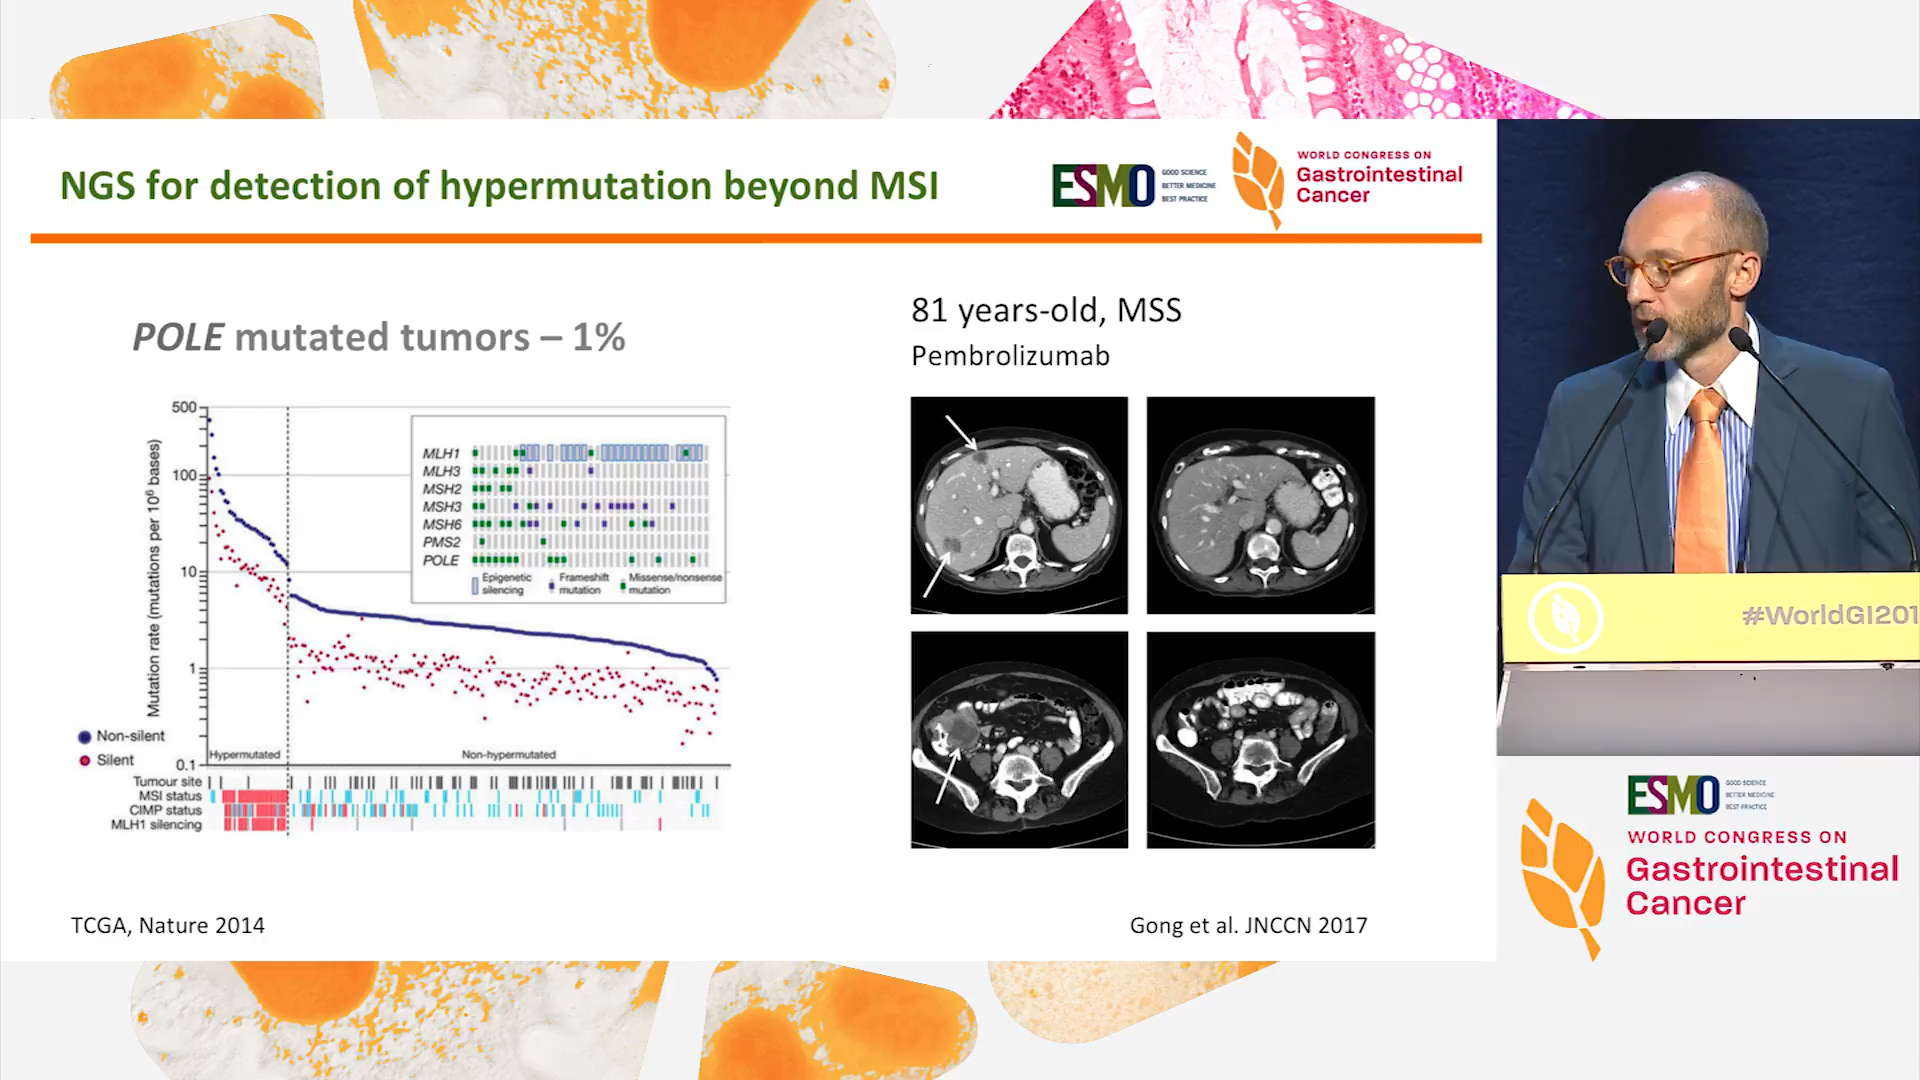 NGS for detection of hypermutation beyond MSI
ESMO
GOOD SCIENCE
BETTER MEDICINE
BEST PRACTICE
WORLD CONGRESS ON
Gastrointestinal
Cancer
POLE mutated tumors – 1%
81 years-old, MSS
Pembrolizumab
500
100
10
1
0.1
Mutation rate (mutations per 10⁶ bases)
MLH1
MLH3
MSH2
MSH3
MSH6
PMS2
POLE
Epigenetic silencing
Frameshift mutation
Missense/nonsense mutation
Non-silent
Silent
Hypermutated
Non-hypermutated
Tumour site
MSI status
CIMP status
MLH1 silencing
TCGA, Nature 2014
Gong et al. JNCCN 2017
#WorldGI201
ESMO
GOOD SCIENCE
BETTER MEDICINE
BEST PRACTICE
WORLD CONGRESS ON
Gastrointestinal
Cancer